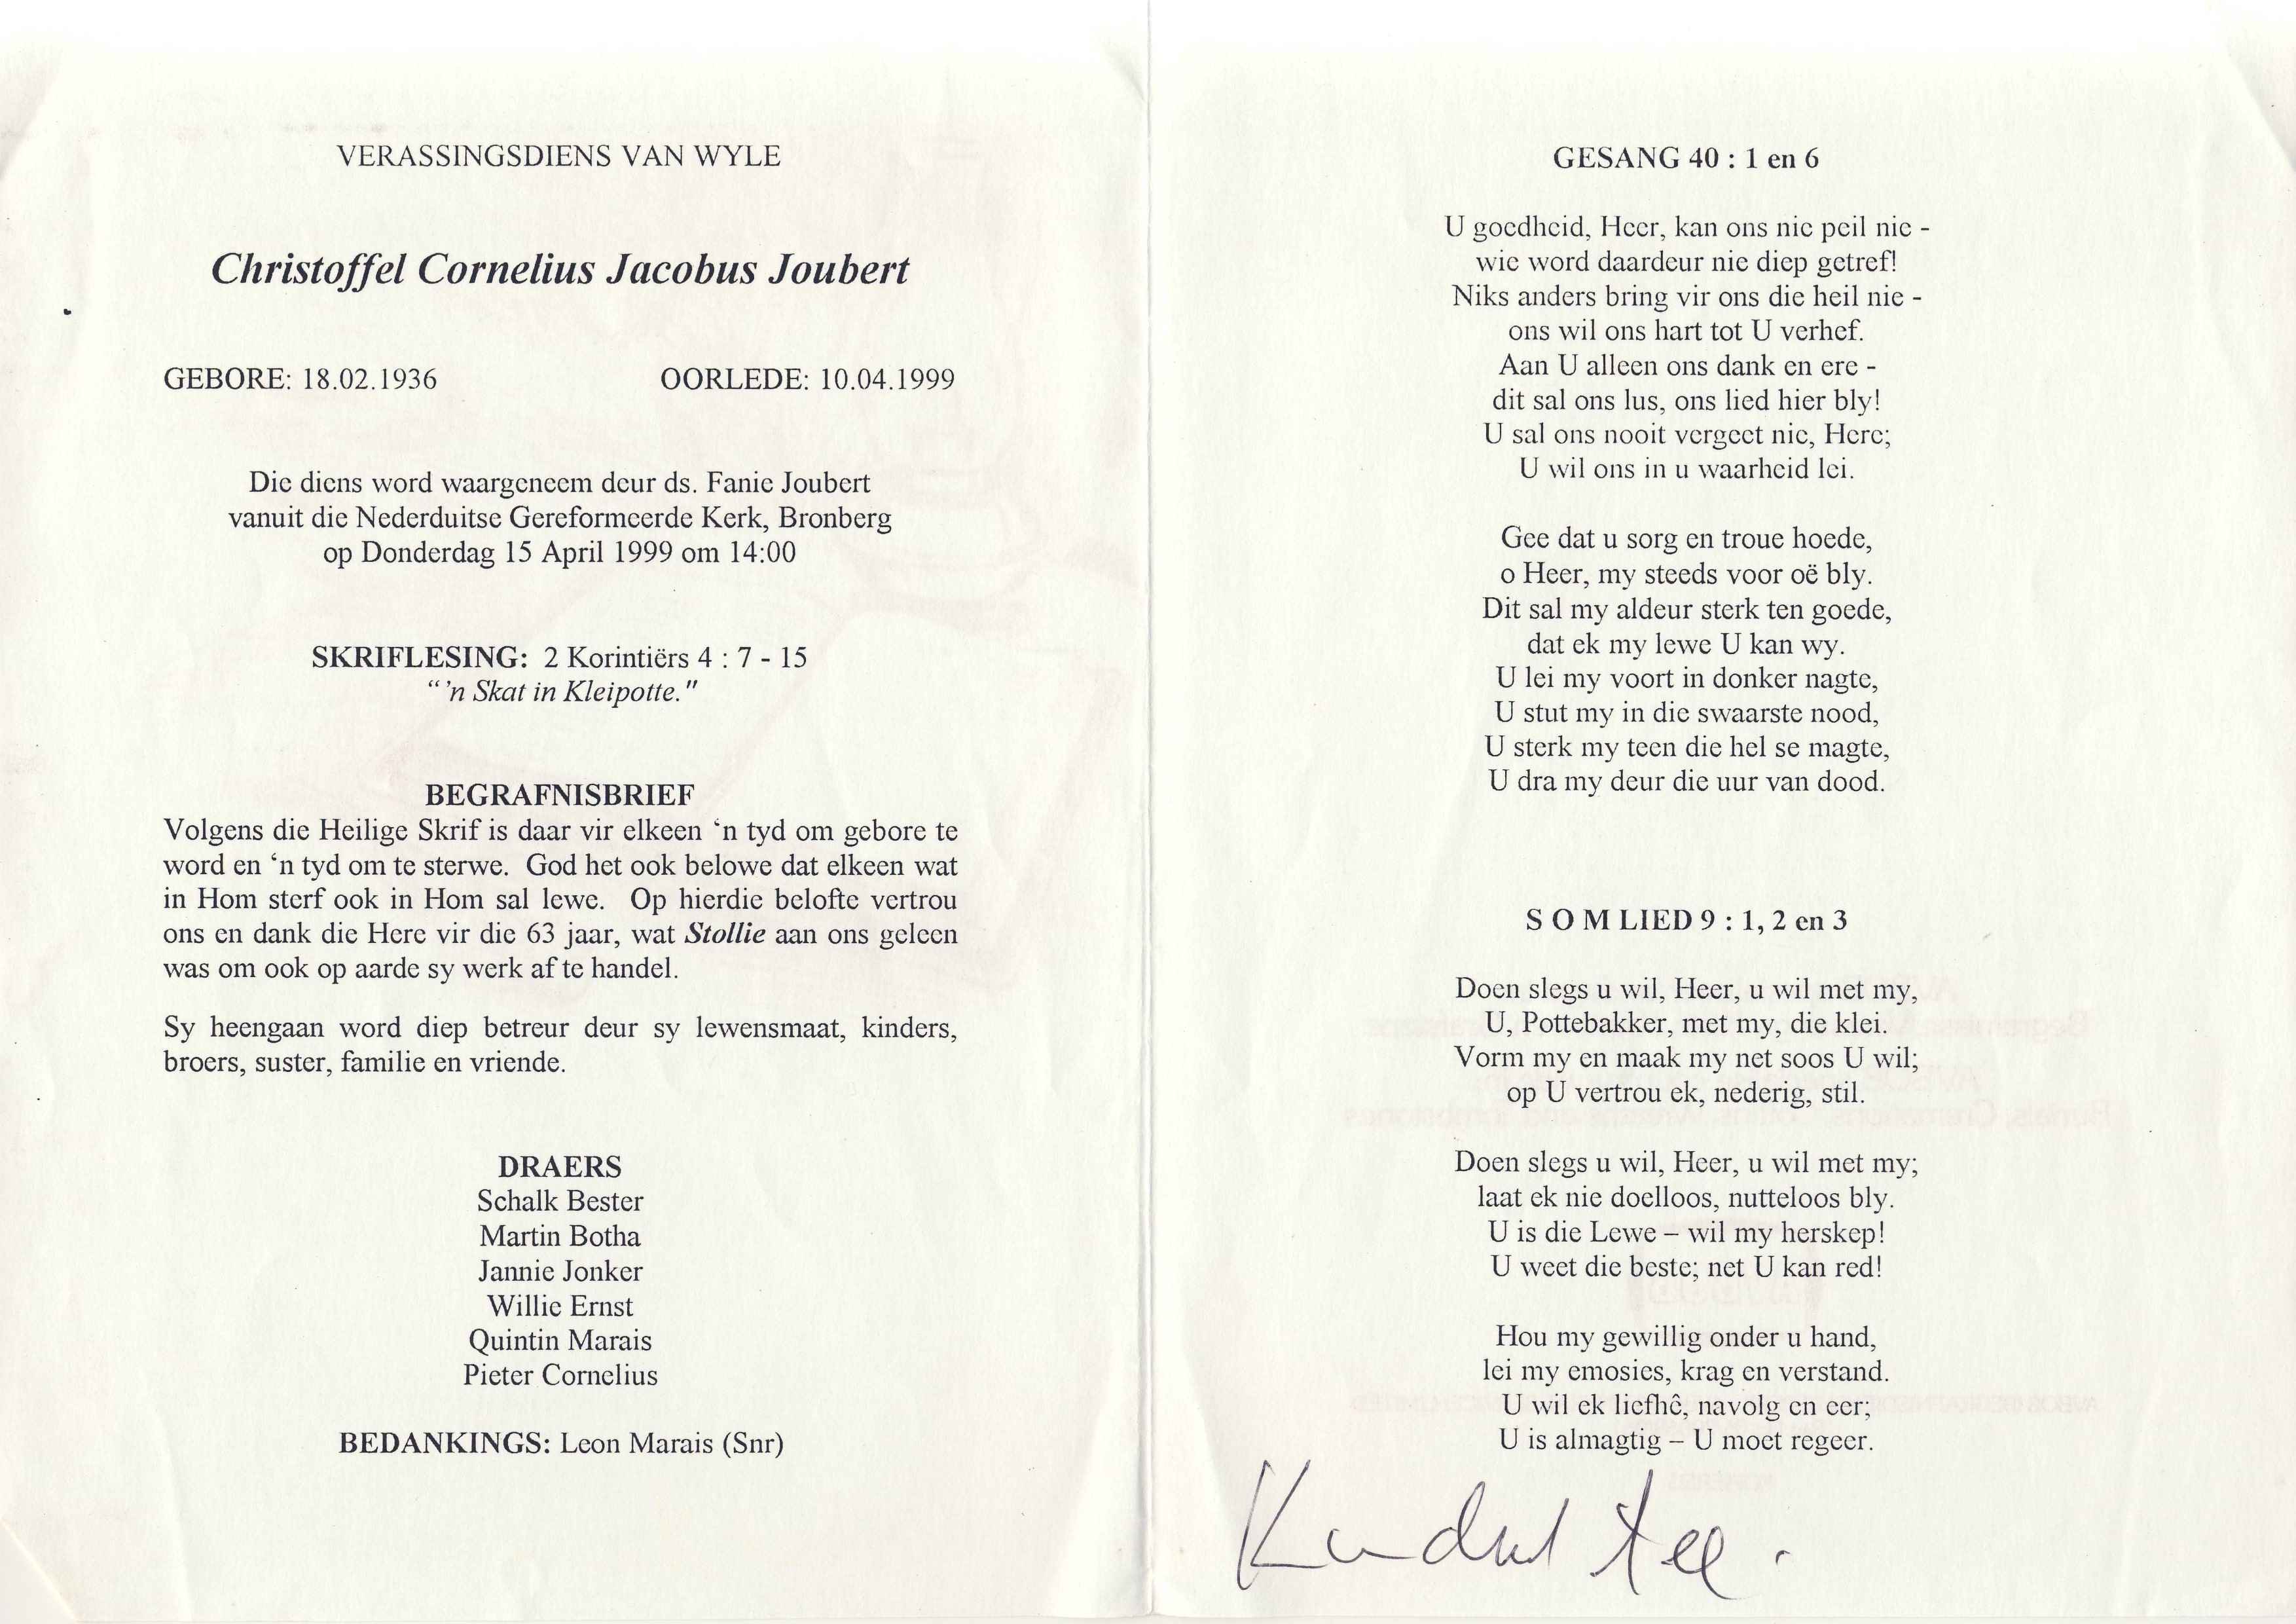 VERASSINGSDIENS VAN WYLE
Christoffel Cornelius Jacobus Joubert
GEBORE: 18.02.1936 OORLEDE: 10.04.1999
Die diens word waargeneem deur ds. Fanie Joubert
vanuit die Nederduitse Gereformeerde Kerk, Bronberg
op Donderdag 15 April 1999 om 14:00
SKRIFLESING: 2 Korintiërs 4 : 7 - 15
“ 'n Skat in Kleipotte."
BEGRAFNISBRIEF
Volgens die Heilige Skrif is daar vir elkeen ‘n tyd om gebore te
word en ‘n tyd om te sterwe. God het ook belowe dat elkeen wat
in Hom sterf ook in Hom sal lewe. Op hierdie belofte vertrou
ons en dank die Here vir die 63 jaar, wat Stollie aan ons geleen
was om ook op aarde sy werk af te handel.
Sy heengaan word diep betreur deur sy lewensmaat, kinders,
broers, suster, familie en vriende.
DRAERS
Schalk Bester
Martin Botha
Jannie Jonker
Willie Ernst
Quintin Marais
Pieter Cornelius
BEDANKINGS: Leon Marais (Snr)
GESANG 40 : 1 en 6
U goedheid, Heer, kan ons nie peil nie -
wie word daardeur nie diep getref!
Niks anders bring vir ons die heil nie -
ons wil ons hart tot U verhef.
Aan U alleen ons dank en ere -
dit sal ons lus, ons lied hier bly!
U sal ons nooit vergeet nie, Here;
U wil ons in u waarheid lei.
Gee dat u sorg en troue hoede,
o Heer, my steeds voor oë bly.
Dit sal my aldeur sterk ten goede,
dat ek my lewe U kan wy.
U lei my voort in donker nagte,
U stut my in die swaarste nood,
U sterk my teen die hel se magte,
U dra my deur die uur van dood.
S O M LIED 9 : 1, 2 en 3
Doen slegs u wil, Heer, u wil met my,
U, Pottebakker, met my, die klei.
Vorm my en maak my net soos U wil;
op U vertrou ek, nederig, stil.
Doen slegs u wil, Heer, u wil met my;
laat ek nie doelloos, nutteloos bly.
U is die Lewe – wil my herskep!
U weet die beste; net U kan red!
Hou my gewillig onder u hand,
lei my emosies, krag en verstand.
U wil ek liefhê, navolg en eer;
U is almagtig – U moet regeer.